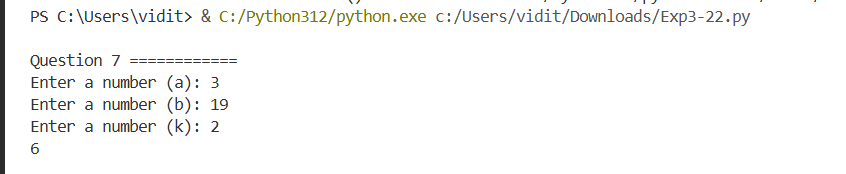 PS C:\Users\vidit> & C:/Python312/python.exe c:/Users/vidit/Downloads/Exp3-22.py
Question 7 ============
Enter a number (a): 3
Enter a number (b): 19
Enter a number (k): 2
6